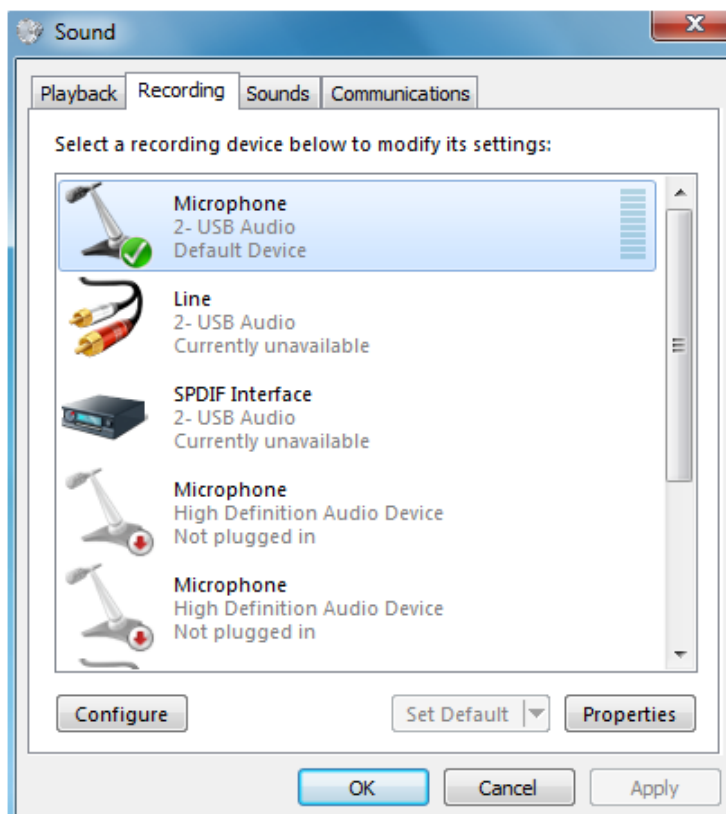 Sound
Playback Recording Sounds Communications
Select a recording device below to modify its settings:
Microphone
2- USB Audio
Default Device
Line
2- USB Audio
Currently unavailable
SPDIF Interface
2- USB Audio
Currently unavailable
Microphone
High Definition Audio Device
Not plugged in
Microphone
High Definition Audio Device
Not plugged in
Configure Set Default Properties
OK Cancel Apply